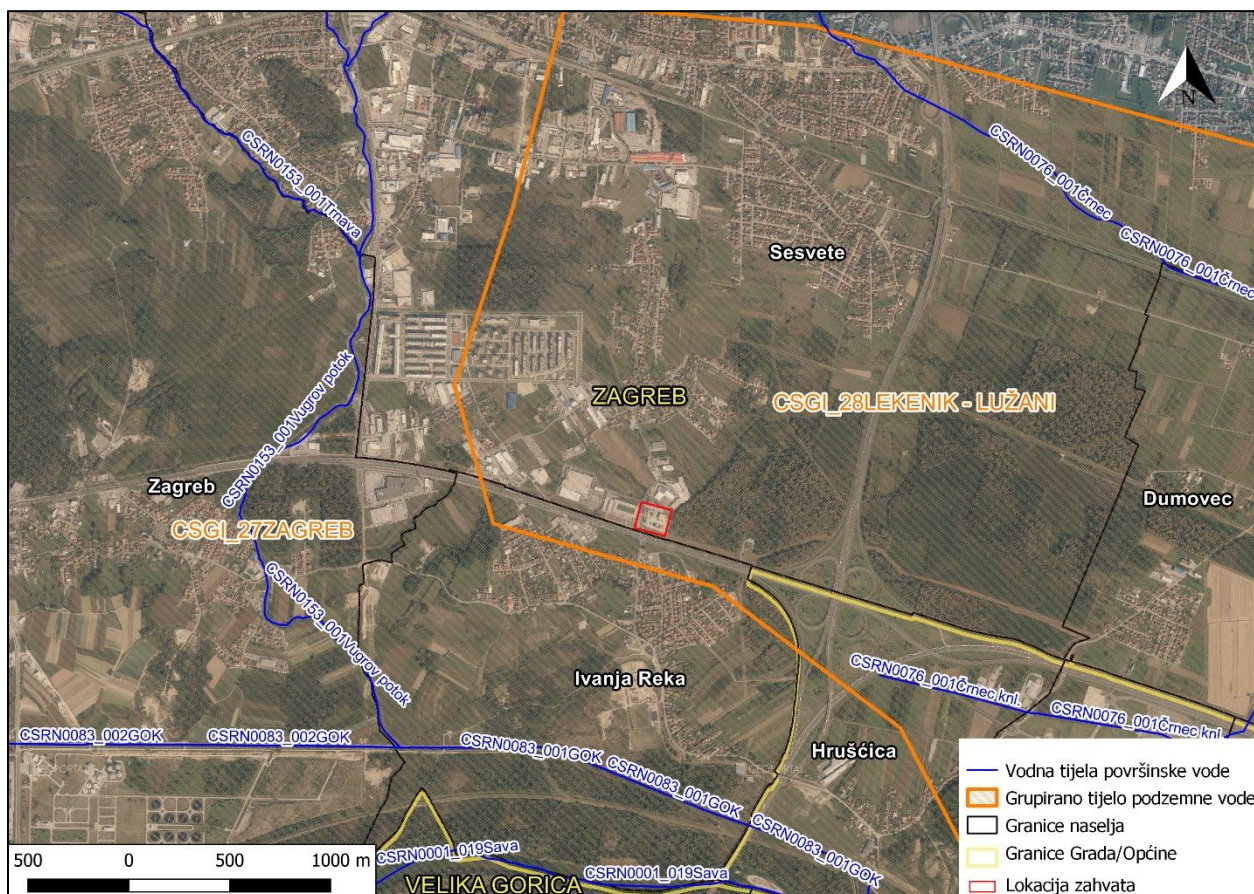 N
CSRN0153_001Trnava
CSRN0076_001Črnec
CSRN0076_001Črnec
Sesvete
CSRN0153_001Vugrov potok
ZAGREB
CSGI_28LEKENIK - LUŽANI
Zagreb
Dumovec
CSGI_27ZAGREB
CSRN0153_001Vugrov potok
Ivanja Reka
CSRN0076_001Črnec knl.
CSRN0076_001Črnec knl.
CSRN0083_002GOK
CSRN0083_002GOK
CSRN0083_001GOK
CSRN0083_001GOK
CSRN0083_001GOK
Hrušćica
CSRN0001_019Sava
CSRN0001_019Sava
VELIKA GORICA
500 0 500 1000 m
Vodna tijela površinske vode
Grupirano tijelo podzemne vode
Granice naselja
Granice Grada/Općine
Lokacija zahvata